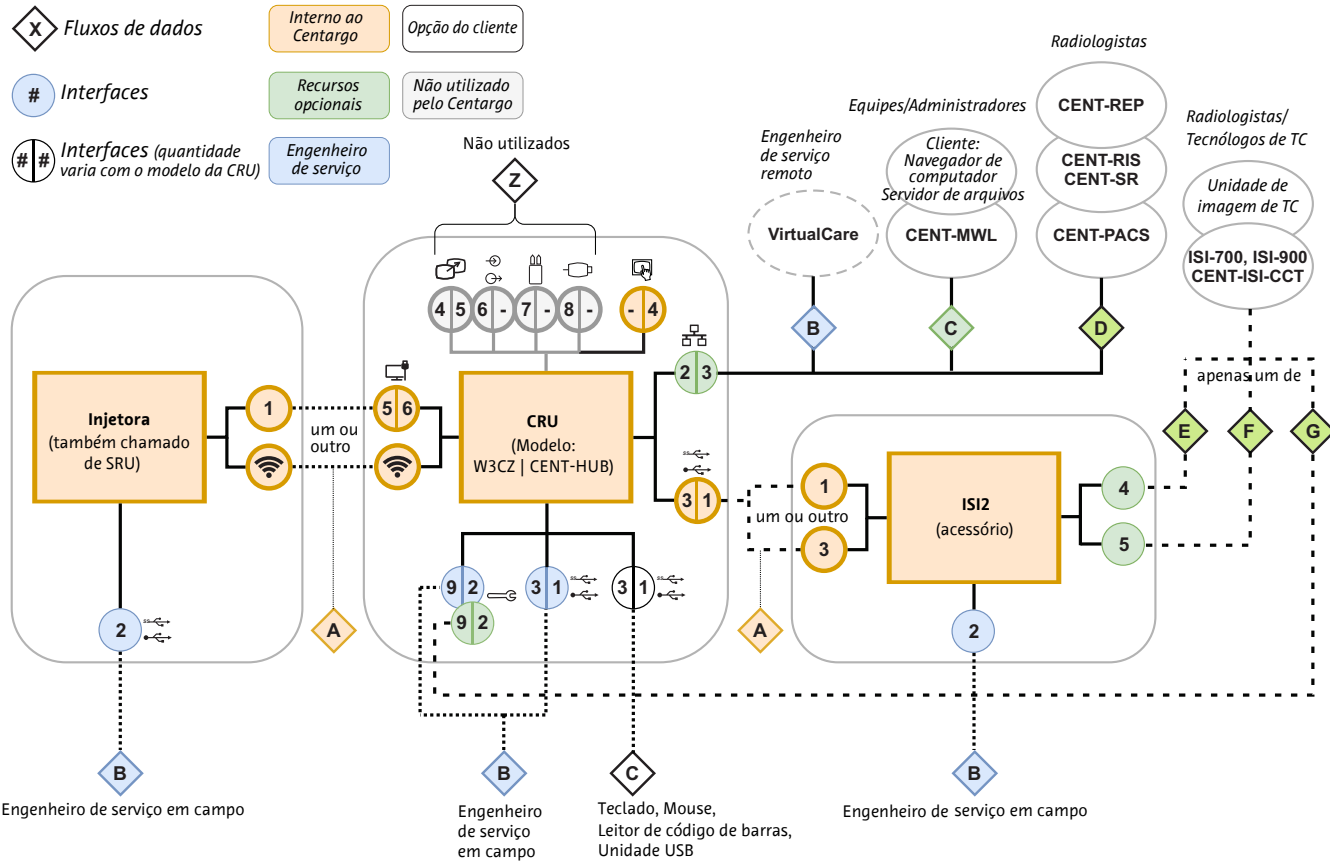 X
Fluxos de dados
Interno ao
Centargo
Opção do cliente
#
Interfaces
Recursos
opcionais
Não utilizado
pelo Centargo
# #
Interfaces (quantidade
varia com o modelo da CRU)
Engenheiro
de serviço
Não utilizados
Z
Engenheiro
de serviço
remoto
VirtualCare
Equipes/Administradores
Cliente:
Navegador de
computador
Servidor de arquivos
CENT-MWL
Radiologistas
CENT-REP
CENT-RIS
CENT-SR
CENT-PACS
Radiologistas/
Tecnólogos de TC
Unidade de
imagem de TC
ISI-700, ISI-900
CENT-ISI-CCT
4 5
6 -
7 -
8 -
- 4
B
C
D
2 3
apenas um de
E
F
G
Injetora
(também chamado
de SRU)
1
um ou
outro
5 6
CRU
(Modelo:
W3CZ | CENT-HUB)
ss
3 1
1
um ou outro
3
ISI2
(acessório)
4
5
2
ss
A
9 2
9 2
3 1
ss
3 1
ss
A
2
B
Engenheiro de serviço em campo
B
Engenheiro
de serviço
em campo
C
Teclado, Mouse,
Leitor de código de barras,
Unidade USB
B
Engenheiro de serviço em campo